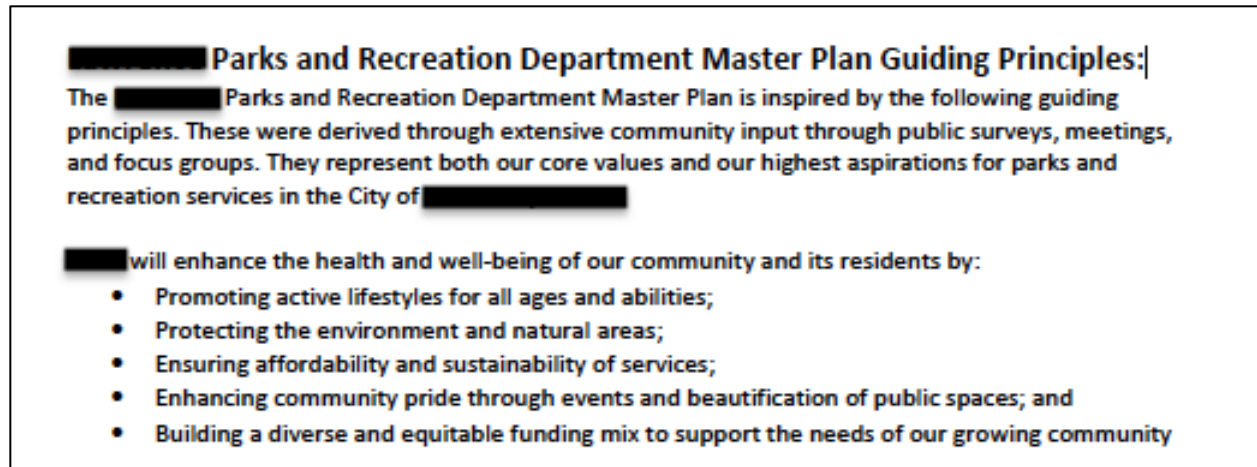 Parks and Recreation Department Master Plan Guiding Principles:
The Parks and Recreation Department Master Plan is inspired by the following guiding
principles. These were derived through extensive community input through public surveys, meetings,
and focus groups. They represent both our core values and our highest aspirations for parks and
recreation services in the City of
will enhance the health and well-being of our community and its residents by:
• Promoting active lifestyles for all ages and abilities;
• Protecting the environment and natural areas;
• Ensuring affordability and sustainability of services;
• Enhancing community pride through events and beautification of public spaces; and
• Building a diverse and equitable funding mix to support the needs of our growing community